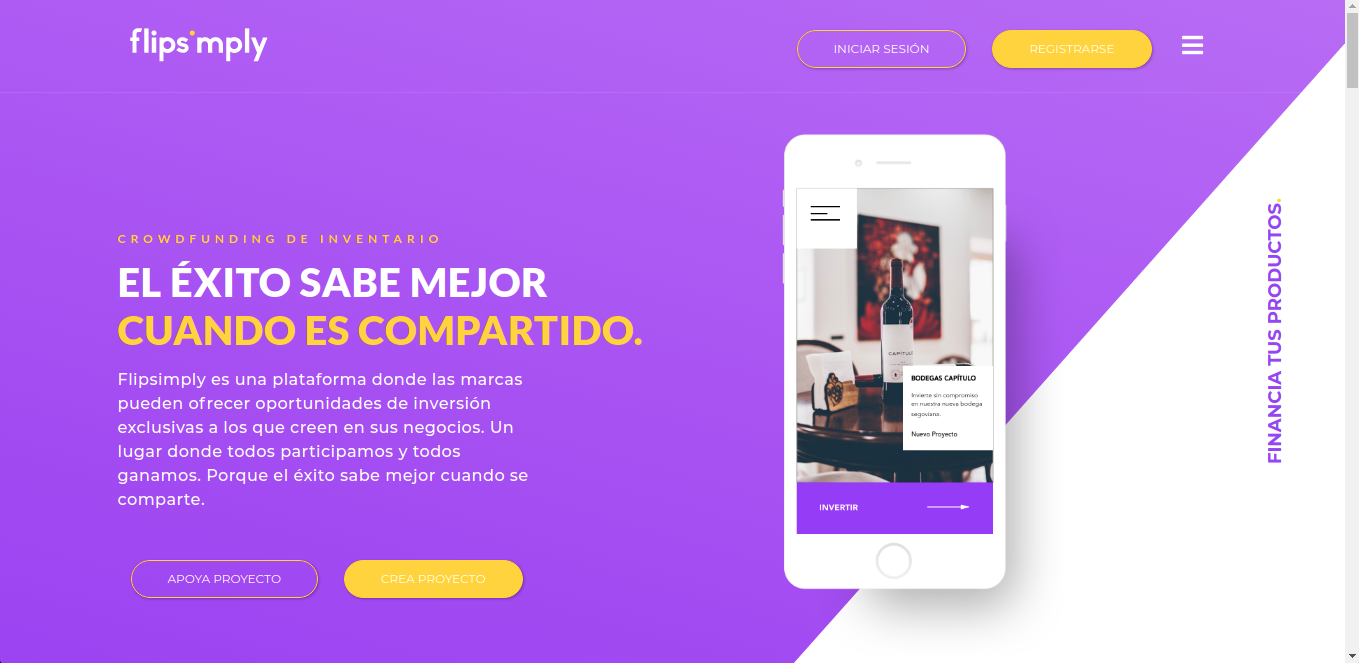 flipsimply
INICIAR SESIÓN
REGISTRARSE
CROWDFUNDING DE INVENTARIO
EL ÉXITO SABE MEJOR
CUANDO ES COMPARTIDO.
Flipsimply es una plataforma donde las marcas
pueden ofrecer oportunidades de inversión
exclusivas a los que creen en sus negocios. Un
lugar donde todos participamos y todos
ganamos. Porque el éxito sabe mejor cuando se
comparte.
APOYA PROYECTO
CREA PROYECTO
CAPÍTULO
BODEGAS CAPÍTULO
Invierte sin compromiso
en nuestra nueva bodega
segoviana.
Nuevo Proyecto
INVERTIR
FINANCIA TUS PRODUCTOS.